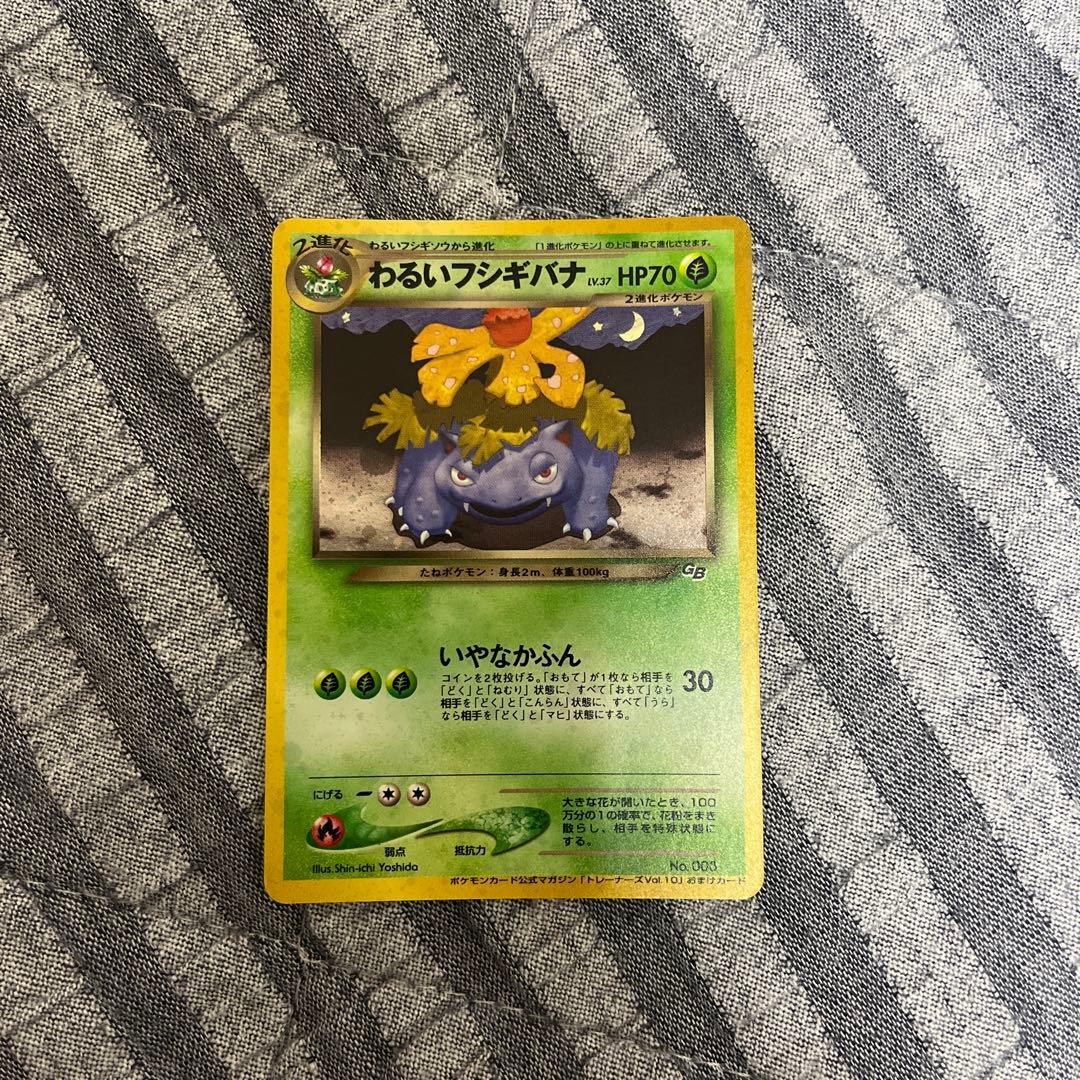 2進化
わるいフシギソウから進化
「1進化ポケモン」の上に重ねて進化させます。
わるいフシギバナ LV.37 HP70
2進化ポケモン
たねポケモン：身長2m、体重100kg
GB
いやなかふん
コインを2枚投げる。「おもて」が1枚なら相手を
「どく」と「ねむり」状態に、すべて「おもて」なら
相手を「どく」と「こんらん」状態に、すべて「うら」
なら相手を「どく」と「マヒ」状態にする。
30
にげる
弱点
抵抗力
大きな花が開いたとき、100
万分の1の確率で、花粉をまき
散らし、相手を特殊状態に
する。
Illus.Shin-ichi Yoshida
No.003
ポケモンカード公式マガジン「トレーナーズVol.10」おまけカード